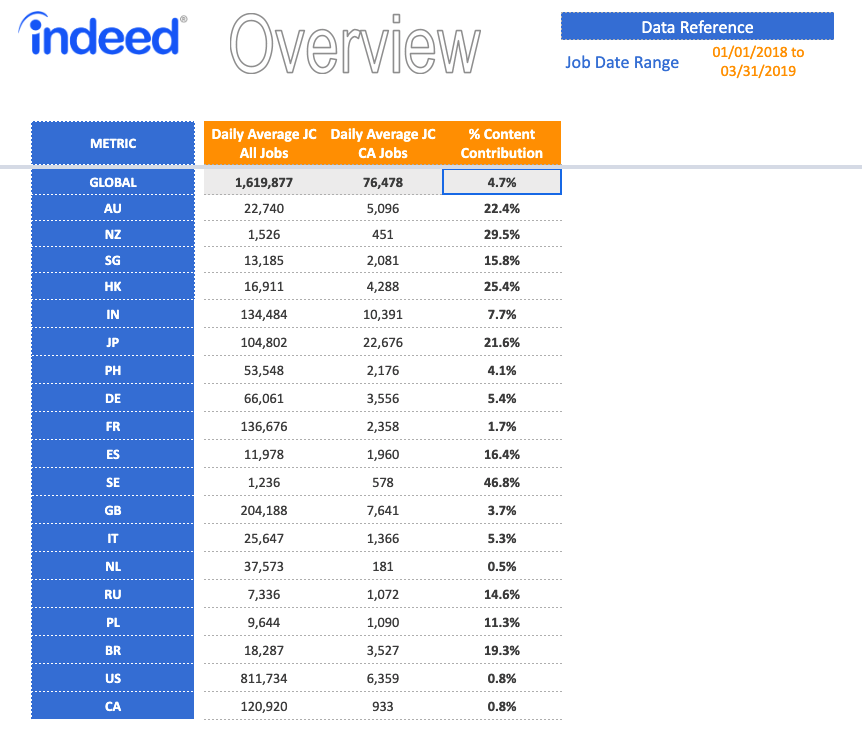 indeed®
Overview
Data Reference
Job Date Range
01/01/2018 to
03/31/2019
METRIC Daily Average JC All Jobs Daily Average JC CA Jobs % Content Contribution
GLOBAL 1,619,877 76,478 4.7%
AU 22,740 5,096 22.4%
NZ 1,526 451 29.5%
SG 13,185 2,081 15.8%
HK 16,911 4,288 25.4%
IN 134,484 10,391 7.7%
JP 104,802 22,676 21.6%
PH 53,548 2,176 4.1%
DE 66,061 3,556 5.4%
FR 136,676 2,358 1.7%
ES 11,978 1,960 16.4%
SE 1,236 578 46.8%
GB 204,188 7,641 3.7%
IT 25,647 1,366 5.3%
NL 37,573 181 0.5%
RU 7,336 1,072 14.6%
PL 9,644 1,090 11.3%
BR 18,287 3,527 19.3%
US 811,734 6,359 0.8%
CA 120,920 933 0.8%